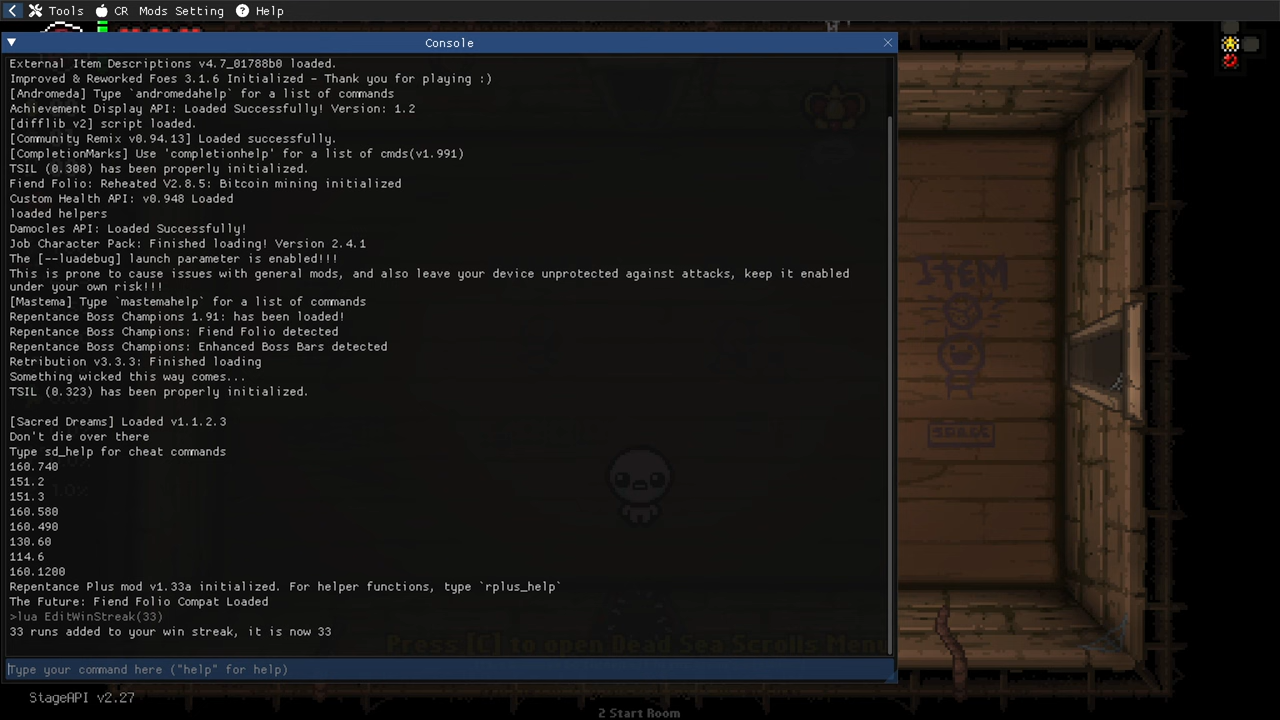 Tools CR Mods Setting Help
Console
External Item Descriptions v4.7_01788b0 loaded.
Improved & Reworked Foes 3.1.6 Initialized - Thank you for playing :)
[Andromeda] Type `andromedahelp` for a list of commands
Achievement Display API: Loaded Successfully! Version: 1.2
[difflib v2] script loaded.
[Community Remix v0.94.13] Loaded successfully.
[CompletionMarks] Use 'completionhelp' for a list of cmds(v1.991)
TSIL (0.308) has been properly initialized.
Fiend Folio: Reheated V2.8.5: Bitcoin mining initialized
Custom Health API: v0.948 Loaded
loaded helpers
Damocles API: Loaded Successfully!
Job Character Pack: Finished loading! Version 2.4.1
The [--luadebug] launch parameter is enabled!!!
This is prone to cause issues with general mods, and also leave your device unprotected against attacks, keep it enabled
under your own risk!!!
[Mastema] Type `mastemahelp` for a list of commands
Repentance Boss Champions 1.91: has been loaded!
Repentance Boss Champions: Fiend Folio detected
Repentance Boss Champions: Enhanced Boss Bars detected
Retribution v3.3.3: Finished loading
Something wicked this way comes...
TSIL (0.323) has been properly initialized.
[Sacred Dreams] Loaded v1.1.2.3
Don't die over there
Type sd_help for cheat commands
160.740
151.2
151.3
160.580
160.490
130.60
114.6
160.1200
Repentance Plus mod v1.33a initialized. For helper functions, type `rplus_help`
The Future: Fiend Folio Compat Loaded
>lua EditWinStreak(33)
33 runs added to your win streak, it is now 33
Press [C] to open Dead Sea Scrolls Menu
Type your command here ("help" for help)
StageAPI v2.27
2 Start Room
ITEM
SPACE
1.0%